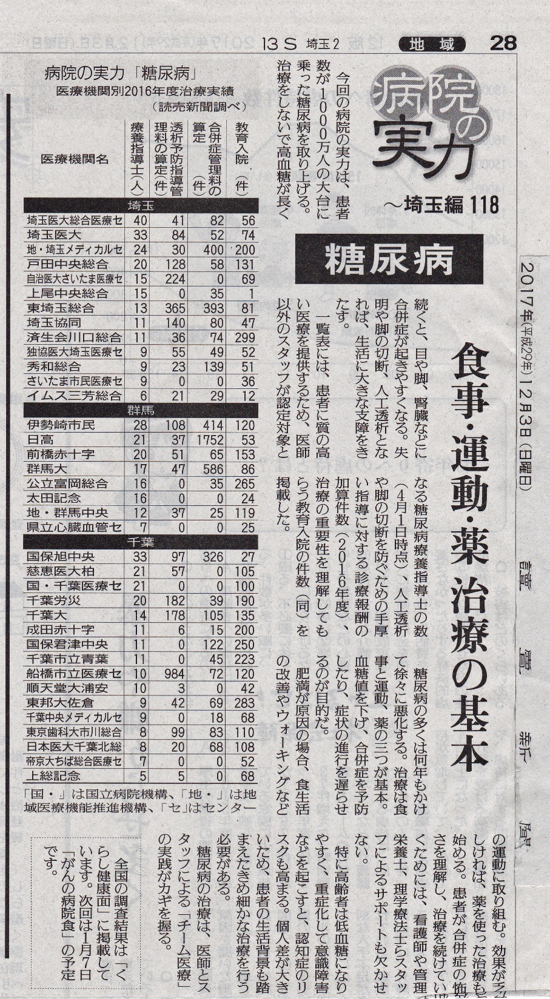 28
地域
埼玉2
13S
2017年(平成29年)12月3日(日曜日)
讀
賣
新
病院の
実力
～埼玉編 118
糖尿病
食事・運動・薬 治療の基本
今回の病院の実力は、患者
数が1000万人の大台に
乗った糖尿病を取り上げる。
治療をしないで高血糖が長く
続くと、目や脚、腎臓などに
合併症が起きやすくなる。失
明や脚の切断、人工透析とな
れば、生活に大きな支障をき
たす。
一覧表には、患者に質の高
い医療を提供するため、医師
以外のスタッフが認定対象と
なる糖尿病療養指導士の数
（4月1日時点）、人工透析
や脚の切断を防ぐための手厚
い指導に対する診療報酬の
加算件数（2016年度）、
治療の重要性を理解しても
らう教育入院の件数（同）を
掲載した。
糖尿病の多くは何年もかけ
て徐々に悪化する。治療は食
事と運動、薬の三つが基本。
血糖値を下げ、合併症を予防
したり、症状の進行を遅らせ
るのが目的だ。
肥満が原因の場合、食生活
の改善やウォーキングなど
の運動に取り組む。効果が
しければ、薬を使った治療も
始める。患者が合併症の怖
さを理解し、治療を続けてい
くためには、看護師や管理
栄養士、理学療法士らスタッ
フによるサポートも欠かせ
ない。
特に高齢者は低血糖になり
やすく、重症化して意識障害
などを起こすと、認知症のリ
スクも高まる。個人差が大き
いため、患者の生活背景も踏
まえたきめ細かな治療を行う
必要がある。
糖尿病の治療は、医師とス
タッフによる「チーム医療」
の実践がカギを握る。
全国の調査結果は「く
らし健康面」に掲載して
います。次回は1月7日
「がんの病院食」の予定
です。
病院の実力「糖尿病」
医療機関別2016年度治療実績
（読売新聞調べ）
医療機関名 療養指導士(人) 透析予防指導管理料の算定(件) 合併症管理料の算定(件) 教育入院(件)
埼玉
埼玉医大総合医療セ 40 41 82 56
埼玉医大 33 84 52 74
地・埼玉メディカルセ 24 30 400 200
戸田中央総合 20 128 58 131
自治医大さいたま医療セ 15 224 0 69
上尾中央総合 15 0 35 1
東埼玉総合 13 365 393 81
埼玉協同 11 140 80 47
済生会川口総合 11 36 74 299
独協医大埼玉医療セ 9 55 49 52
秀和総合 9 23 139 51
さいたま市民医療セ 9 0 0 36
イムス三芳総合 6 21 29 12
群馬
伊勢崎市民 28 108 414 120
日高 21 37 1752 53
前橋赤十字 20 51 65 153
群馬大 17 47 586 86
公立富岡総合 16 0 35 265
太田記念 16 0 0 24
地・群馬中央 12 37 25 119
県立心臓血管セ 7 0 0 25
千葉
国保旭中央 33 97 326 27
慈恵医大柏 21 57 0 105
国・千葉医療セ 21 0 0 100
千葉労災 20 182 39 190
千葉大 14 178 105 135
成田赤十字 11 6 15 200
国保君津中央 11 0 122 250
千葉市立青葉 11 0 45 223
船橋市立医療セ 10 984 72 120
順天堂大浦安 10 3 0 42
東邦大佐倉 9 42 69 283
千葉中央メディカルセ 9 0 18 68
東京歯科大市川総合 8 99 83 110
日本医大千葉北総 8 20 68 108
帝京大ちば総合医療セ 7 0 0 52
上総記念 5 5 0 68
「国・」は国立病院機構、「地・」は地
域医療機能推進機構、「セ」はセンター